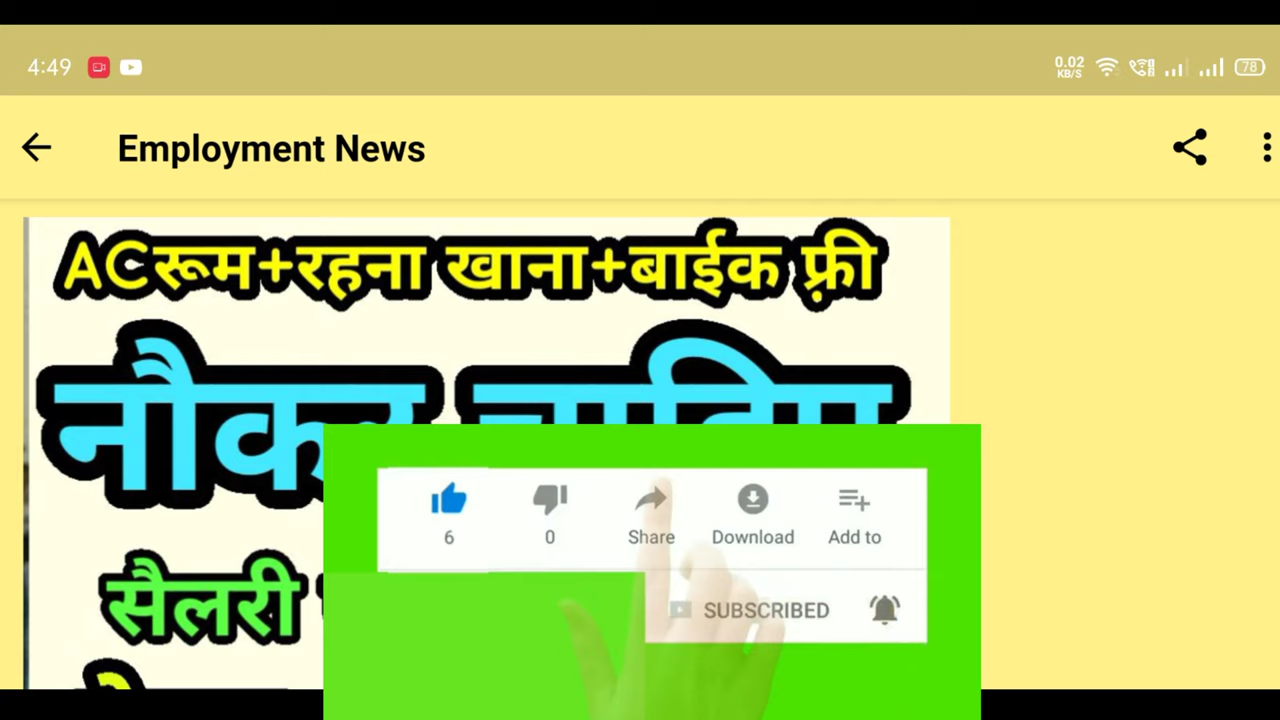 4:49
0.02
KB/S
78
Employment News
ACरूम+रहना खाना+बाईक फ़्री
सैलरी
6
0
Share
Download
Add to
SUBSCRIBED